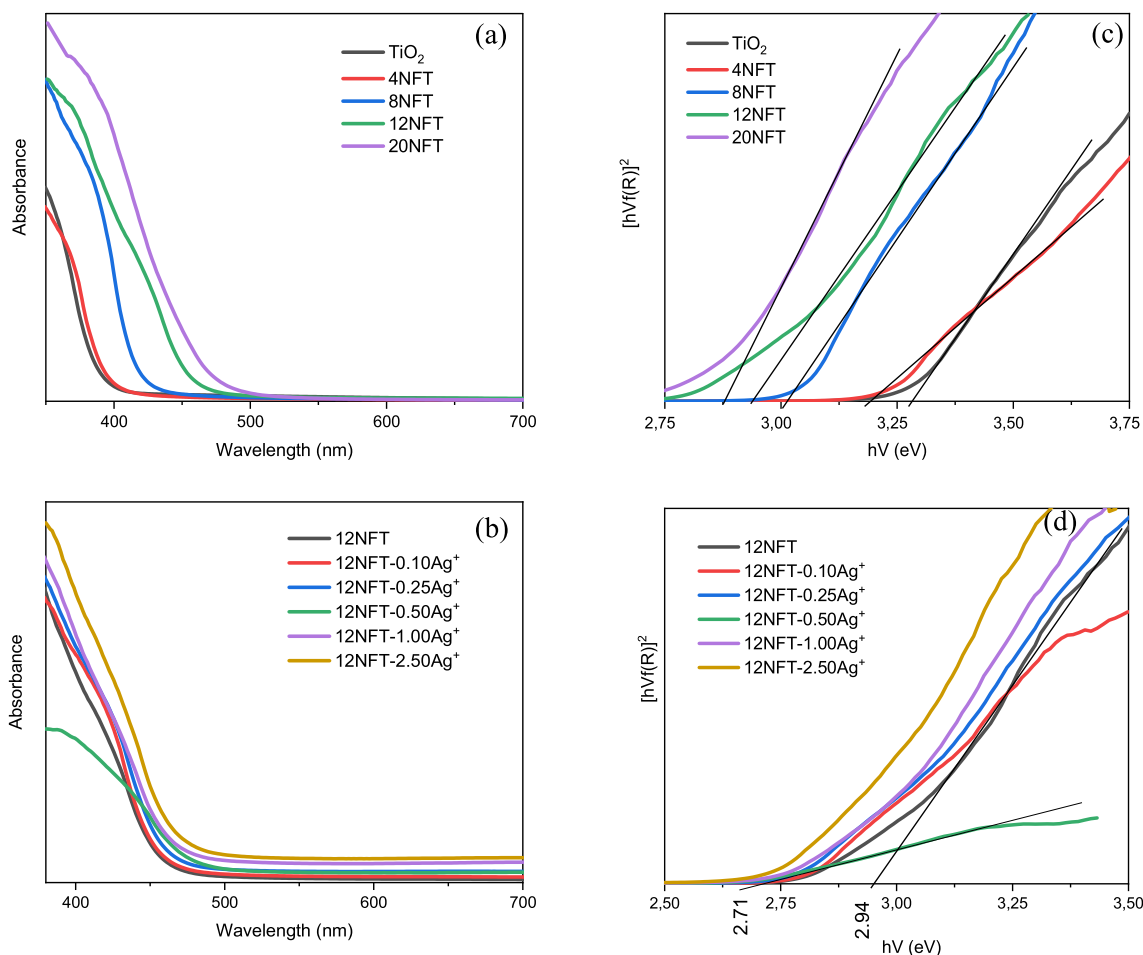 (a)
TiO₂
4NFT
8NFT
12NFT
20NFT
Absorbance
400
500
600
700
Wavelength (nm)
(c)
TiO₂
4NFT
8NFT
12NFT
20NFT
[hVf(R)]²
2,75
3,00
3,25
3,50
3,75
hV (eV)
(b)
12NFT
12NFT-0.10Ag⁺
12NFT-0.25Ag⁺
12NFT-0.50Ag⁺
12NFT-1.00Ag⁺
12NFT-2.50Ag⁺
Absorbance
400
500
600
700
Wavelength (nm)
(d)
12NFT
12NFT-0.10Ag⁺
12NFT-0.25Ag⁺
12NFT-0.50Ag⁺
12NFT-1.00Ag⁺
12NFT-2.50Ag⁺
[hVf(R)]²
2,50
2,75
3,00
3,25
3,50
2.71
2.94
hV (eV)